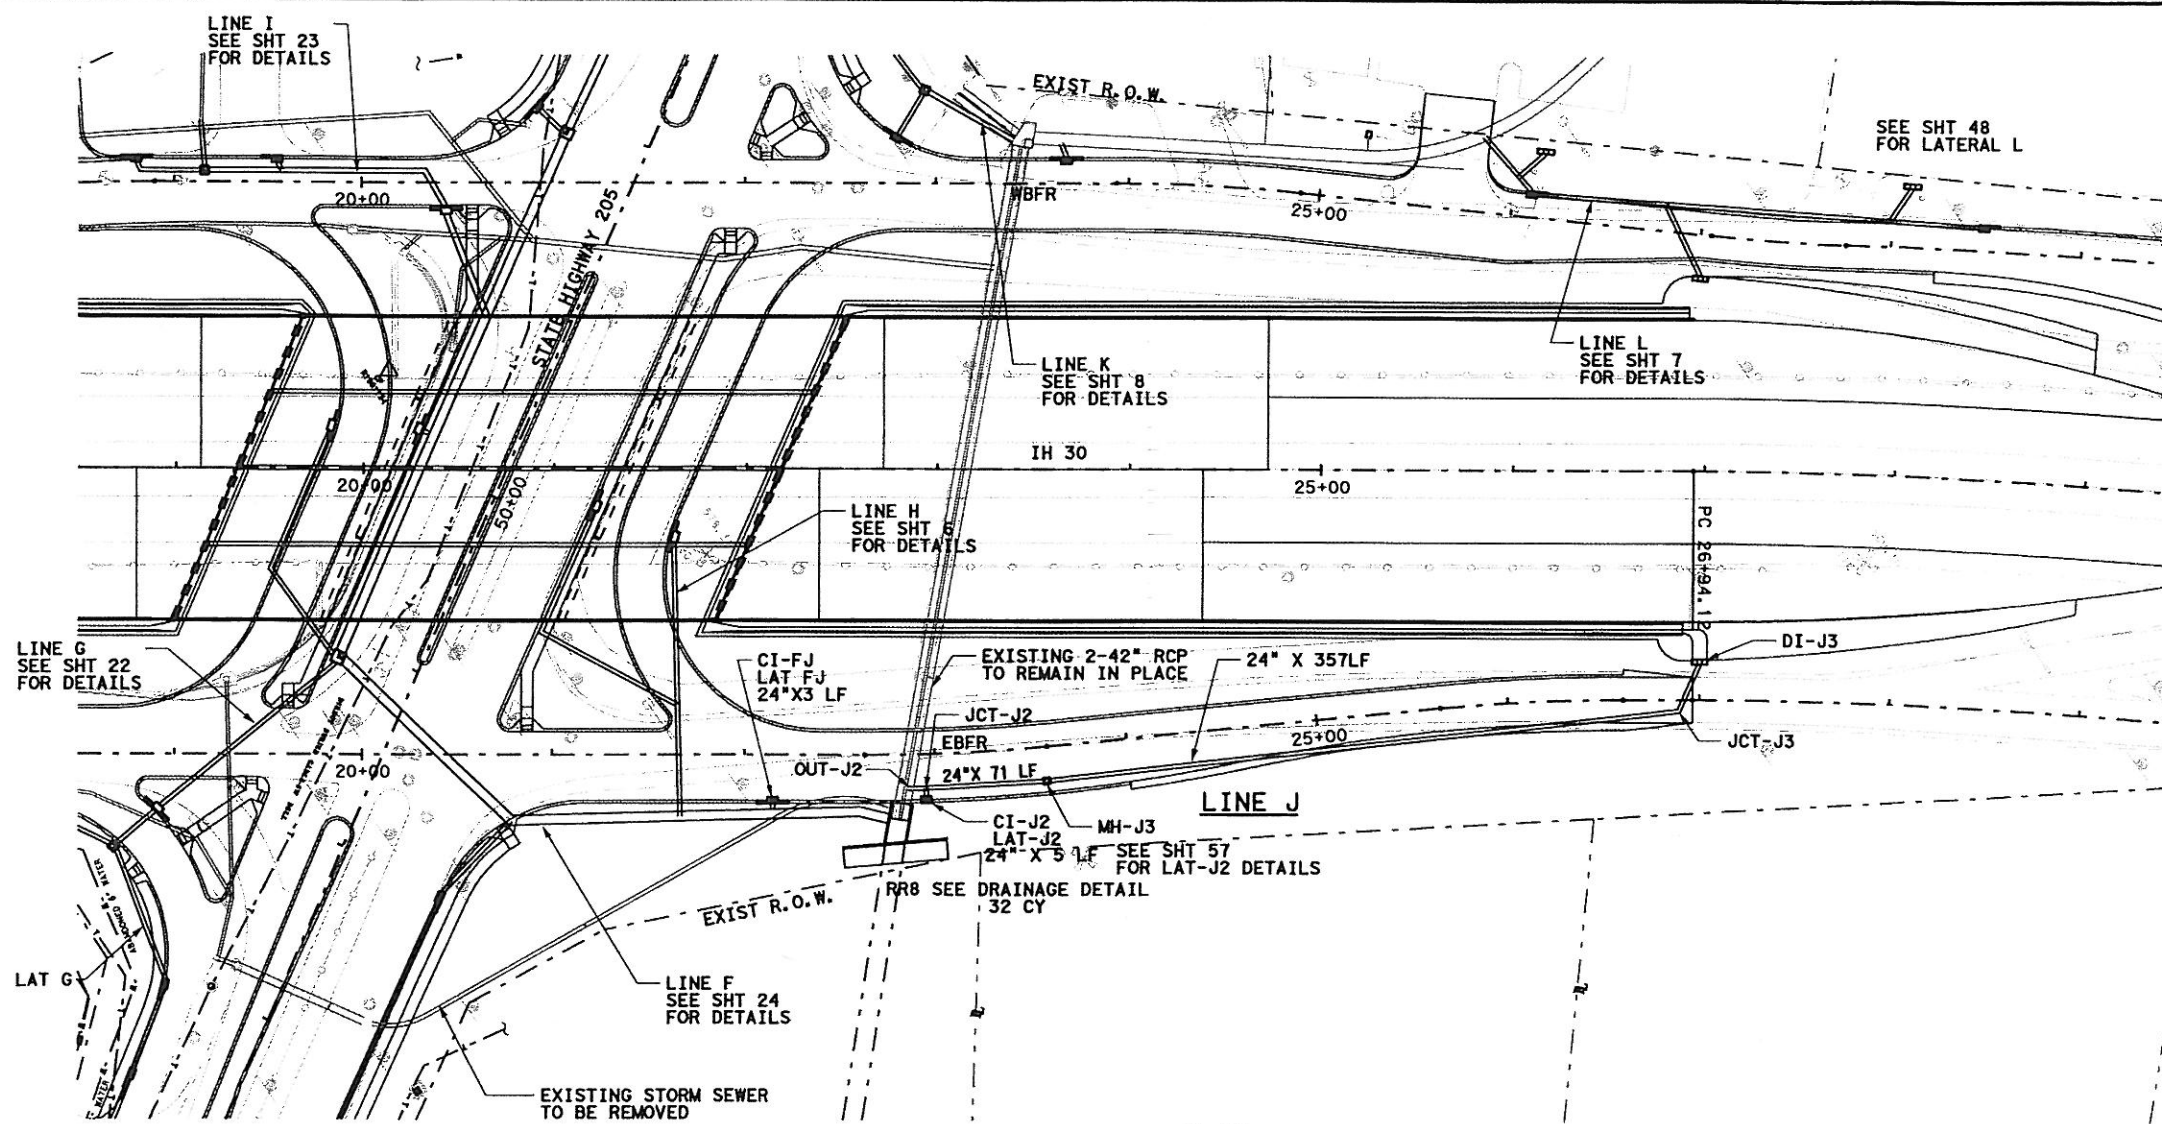 LINE I
SEE SHT 23
FOR DETAILS
EXIST R.O.W.
SEE SHT 48
FOR LATERAL L
20+00
STATE HIGHWAY 205
WBFR
25+00
LINE K
SEE SHT 8
FOR DETAILS
LINE L
SEE SHT 7
FOR DETAILS
IH 30
20+00
50+00
25+00
LINE H
SEE SHT 6
FOR DETAILS
PC 26+94.12
LINE G
SEE SHT 22
FOR DETAILS
CI-FJ
LAT FJ
24"X3 LF
EXISTING 2-42" RCP
TO REMAIN IN PLACE
24" X 357LF
DI-J3
JCT-J2
EBFR
25+00
JCT-J3
20+00
OUT-J2
24"X 71 LF
LINE J
CI-J2
LAT-J2
24" X 5 LF
MH-J3
SEE SHT 57
FOR LAT-J2 DETAILS
RR8 SEE DRAINAGE DETAIL
32 CY
EXIST R.O.W.
ABANDONED 6" WATER
LAT G
LINE F
SEE SHT 24
FOR DETAILS
EXISTING STORM SEWER
TO BE REMOVED
WATER